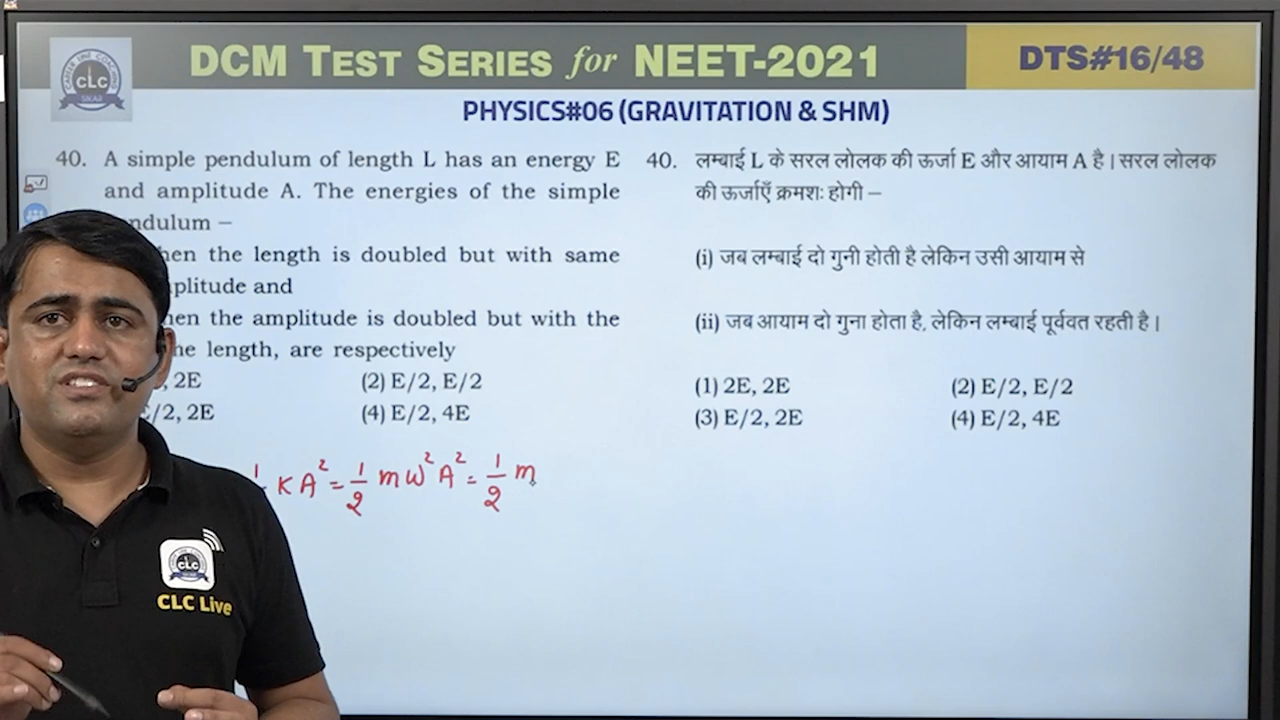 DCM TEST SERIES for NEET-2021
DTS#16/48
CLC
PHYSICS#06 (GRAVITATION & SHM)
40. A simple pendulum of length L has an energy E
and amplitude A. The energies of the simple
ndulum –
hen the length is doubled but with same
plitude and
hen the amplitude is doubled but with the
ne length, are respectively
, 2E (2) E/2, E/2
E/2, 2E (4) E/2, 4E
40. लम्बाई L के सरल लोलक की ऊर्जा E और आयाम A है। सरल लोलक
की ऊर्जाएँ क्रमशः होगी –
(i) जब लम्बाई दो गुनी होती है लेकिन उसी आयाम से
(ii) जब आयाम दो गुना होता है, लेकिन लम्बाई पूर्ववत रहती है।
(1) 2E, 2E (2) E/2, E/2
(3) E/2, 2E (4) E/2, 4E
KA² = 1/2 mω²A² = 1/2 m
CLC
CLC Live